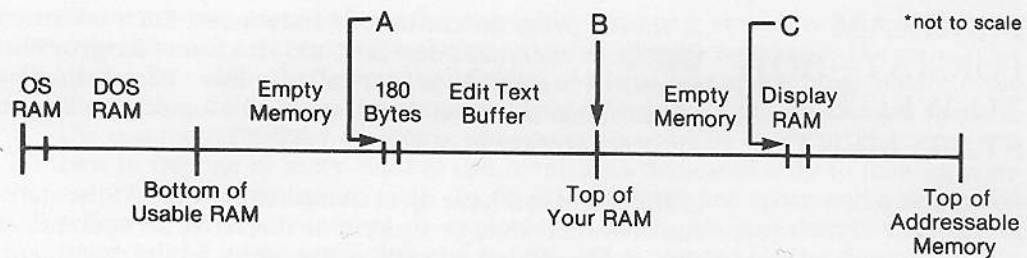 A
B
C
*not to scale
OS
RAM
DOS
RAM
Empty
Memory
180
Bytes
Edit Text
Buffer
Empty
Memory
Display
RAM
Bottom of
Usable RAM
Top of
Your RAM
Top of
Addressable
Memory